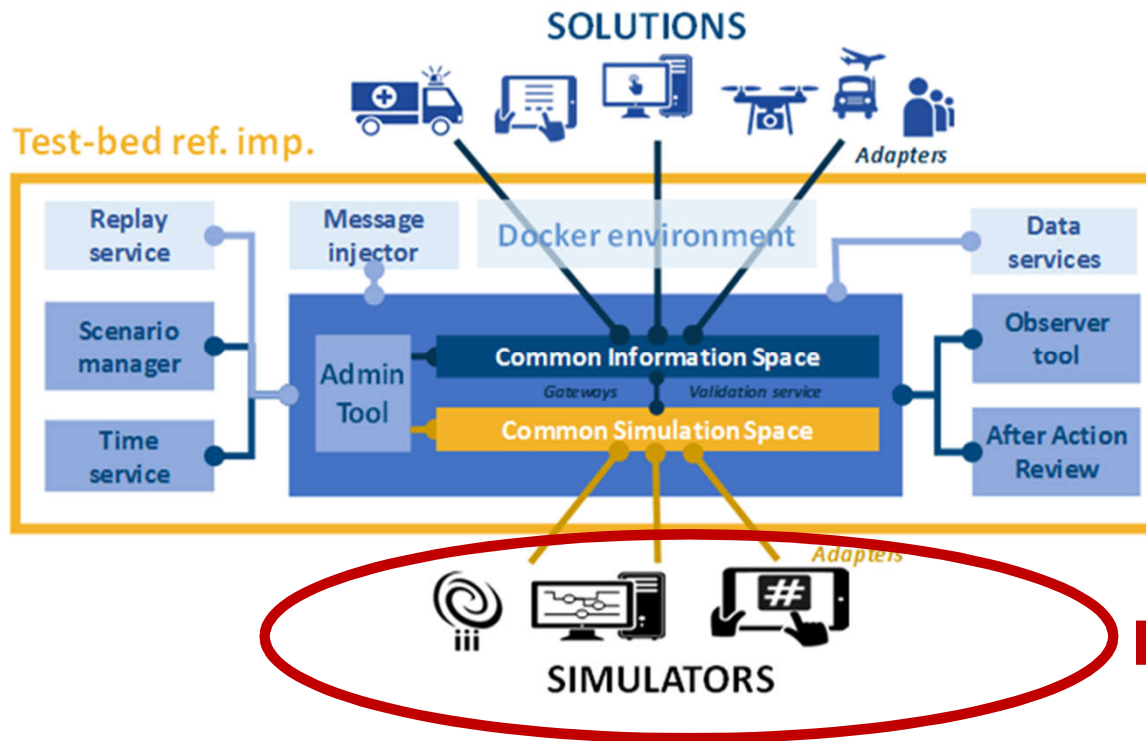 SOLUTIONS
Test-bed ref. imp.
Adapters
Replay
service
Message
injector
Docker environment
Data
services
Scenario
manager
Admin
Tool
Common Information Space
Gateways
Validation service
Common Simulation Space
Observer
tool
Time
service
After Action
Review
Adapters
#
iii
SIMULATORS